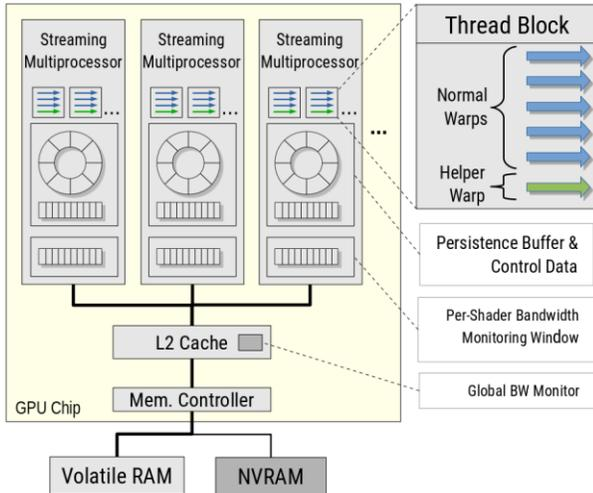 Streaming
Multiprocessor
Streaming
Multiprocessor
Streaming
Multiprocessor
...
...
...
...
Thread Block
Normal
Warps
Helper
Warp
Persistence Buffer &
Control Data
Per-Shader Bandwidth
Monitoring Window
L2 Cache
Global BW Monitor
Mem. Controller
GPU Chip
Volatile RAM
NVRAM